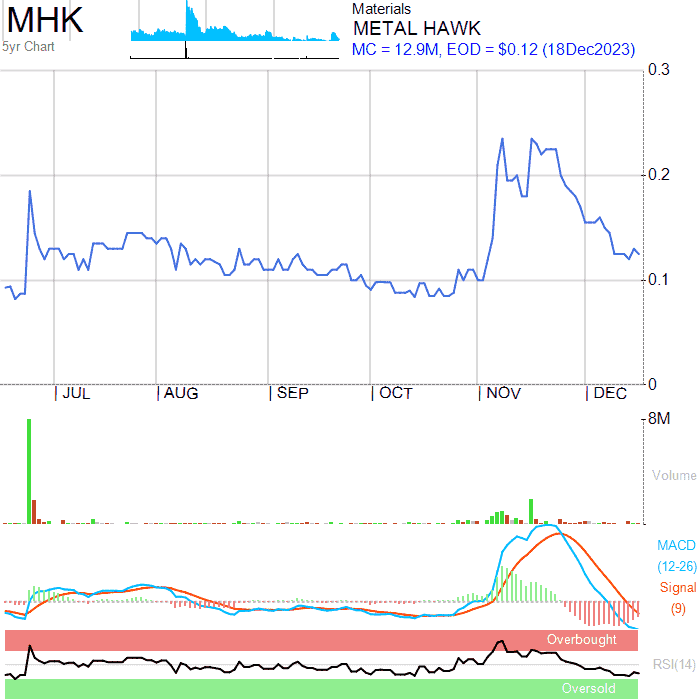 MHK
5yr Chart
Materials
METAL HAWK
MC = 12.9M, EOD = $0.12 (18Dec2023)
0.3
0.2
0.1
0
JUL AUG SEP OCT NOV DEC
8M
Volume
MACD
(12-26)
Signal
(9)
Overbought
RSI(14)
Oversold